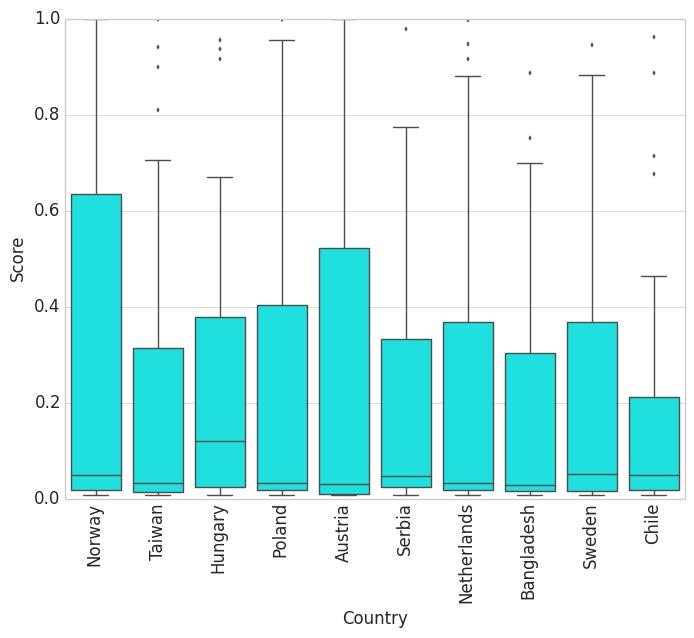 1.0
0.8
0.6
0.4
0.2
0.0
Score
Norway
Taiwan
Hungary
Poland
Austria
Serbia
Netherlands
Bangladesh
Sweden
Chile
Country